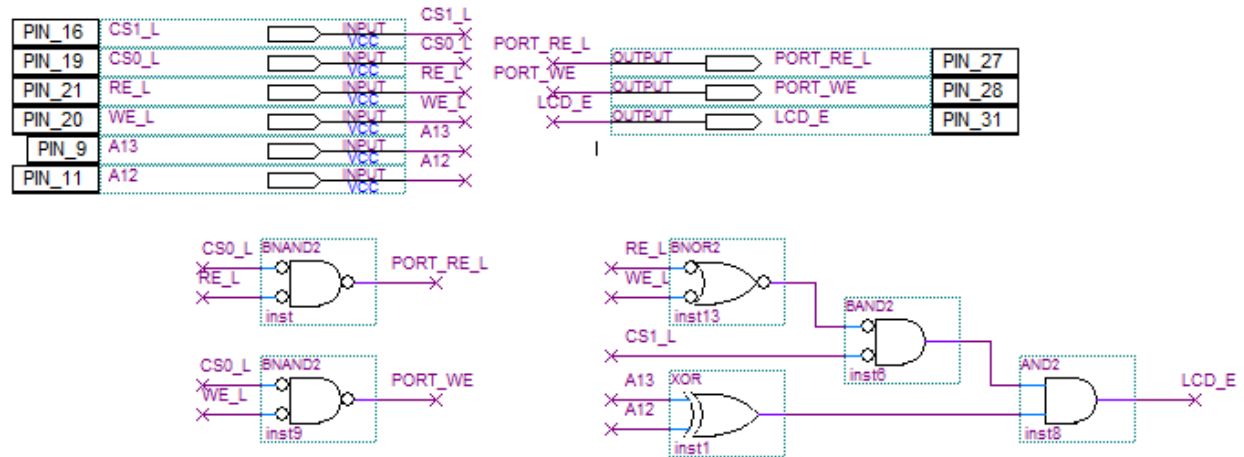 PIN_16 CS1_L INPUT VCC CS1_L
PIN_19 CS0_L INPUT VCC CS0_L
PIN_21 RE_L INPUT VCC RE_L
PIN_20 WE_L INPUT VCC WE_L
PIN_9 A13 INPUT VCC A13
PIN_11 A12 INPUT VCC A12
PORT_RE_L OUTPUT PORT_RE_L PIN_27
PORT_WE OUTPUT PORT_WE PIN_28
LCD_E OUTPUT LCD_E PIN_31
CS0_L BNAND2
RE_L PORT_RE_L
inst
CS0_L BNAND2
WE_L PORT_WE
inst9
RE_L BNOR2
WE_L
inst13
BAND2
CS1_L
inst6
A13 XOR
A12
inst1
AND2
LCD_E
inst8